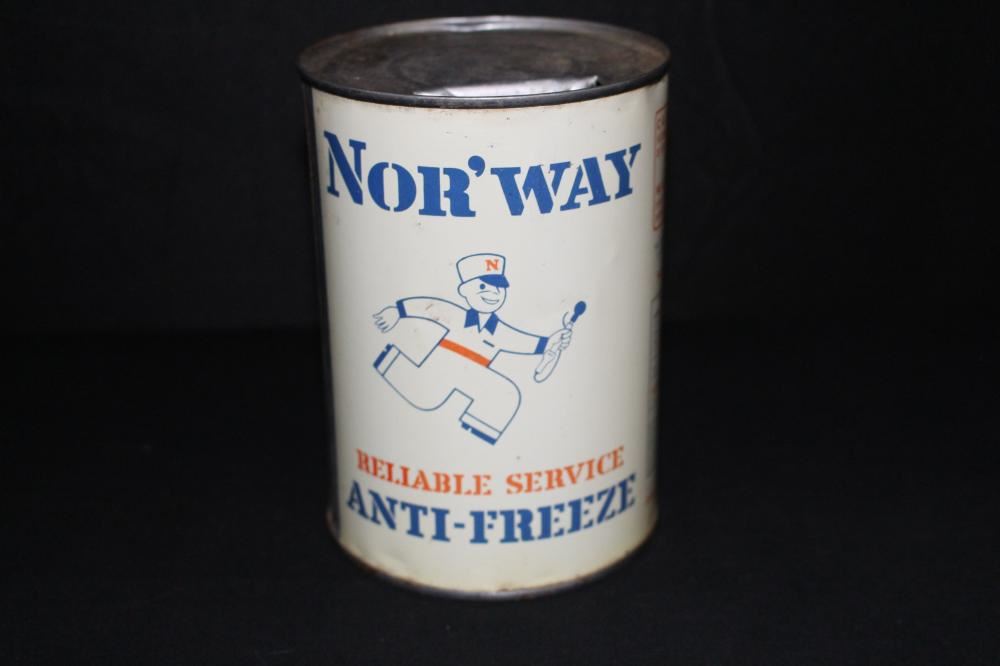 NOR'WAY
N
RELIABLE SERVICE
ANTI-FREEZE